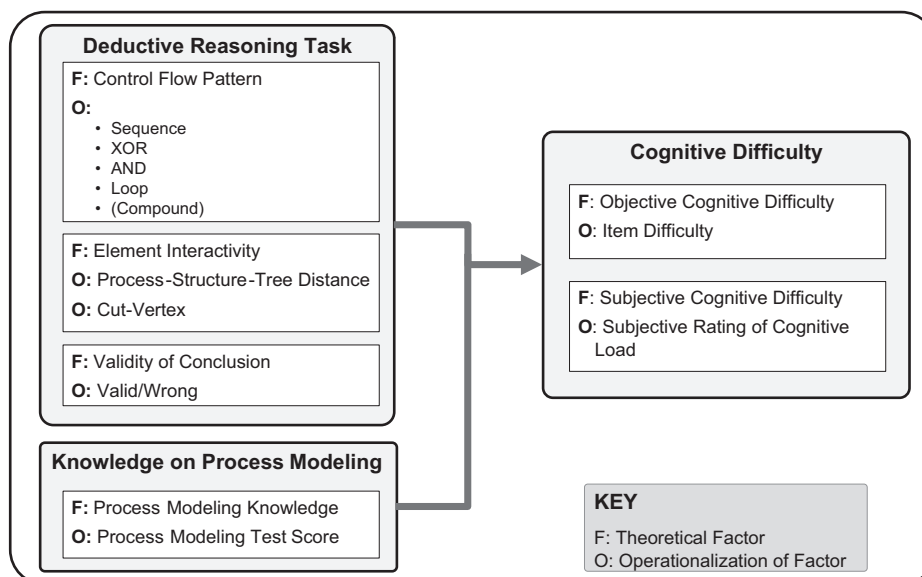 Deductive Reasoning Task
F: Control Flow Pattern
O:
• Sequence
• XOR
• AND
• Loop
• (Compound)
F: Element Interactivity
O: Process-Structure-Tree Distance
O: Cut-Vertex
F: Validity of Conclusion
O: Valid/Wrong
Knowledge on Process Modeling
F: Process Modeling Knowledge
O: Process Modeling Test Score
Cognitive Difficulty
F: Objective Cognitive Difficulty
O: Item Difficulty
F: Subjective Cognitive Difficulty
O: Subjective Rating of Cognitive
Load
KEY
F: Theoretical Factor
O: Operationalization of Factor